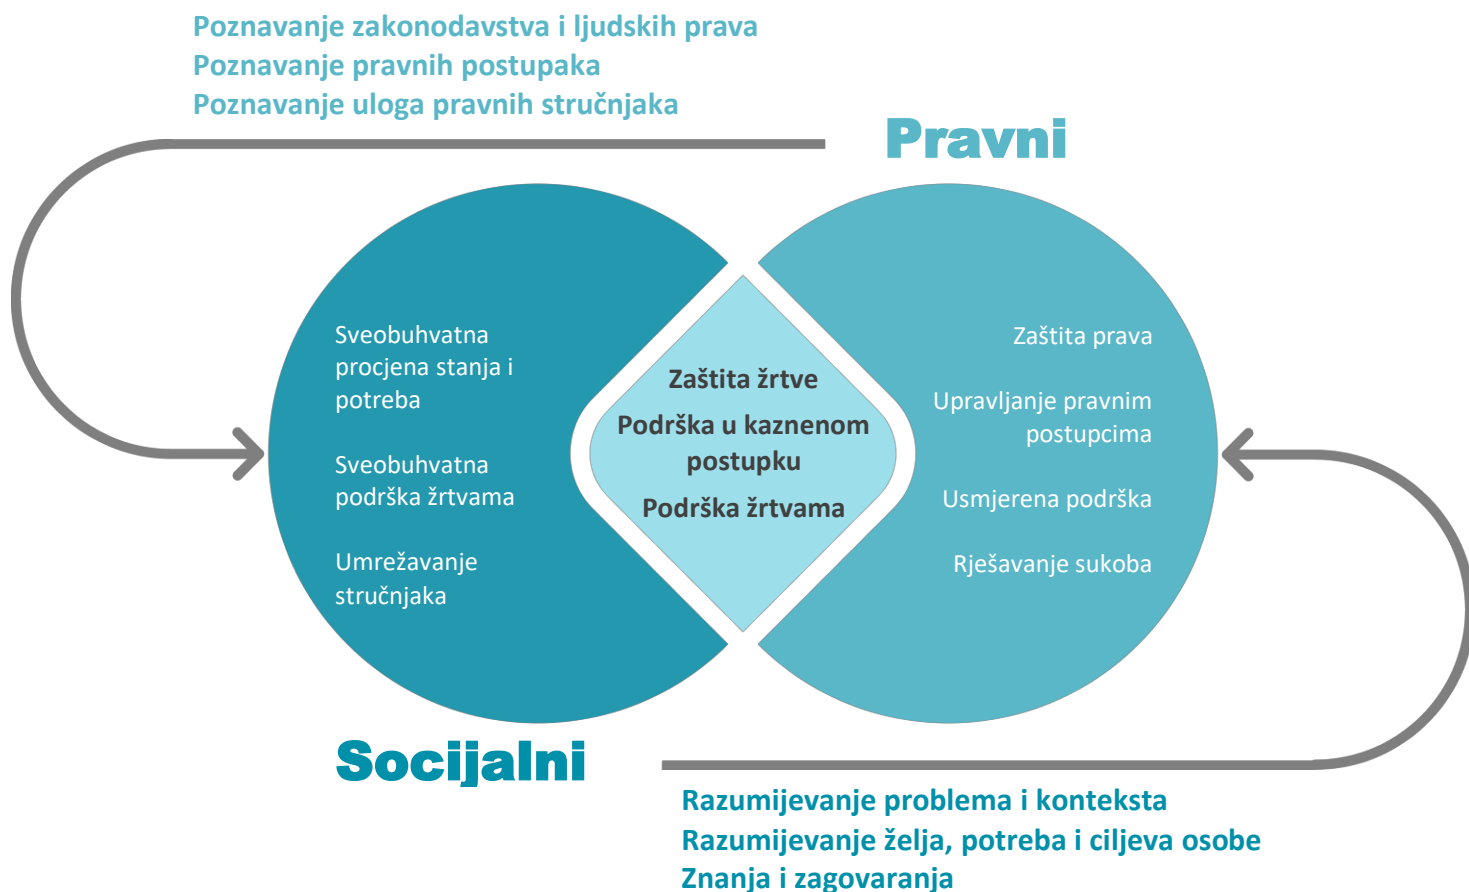 Poznavanje zakonodavstva i ljudskih prava
Poznavanje pravnih postupaka
Poznavanje uloga pravnih stručnjaka
Pravni
Sveobuhvatna
procjena stanja i
potreba
Sveobuhvatna
podrška žrtvama
Umrežavanje
stručnjaka
Zaštita žrtve
Podrška u kaznenom
postupku
Podrška žrtvama
Zaštita prava
Upravljanje pravnim
postupcima
Usmjerena podrška
Rješavanje sukoba
Socijalni
Razumijevanje problema i konteksta
Razumijevanje želja, potreba i ciljeva osobe
Znanja i zagovaranja